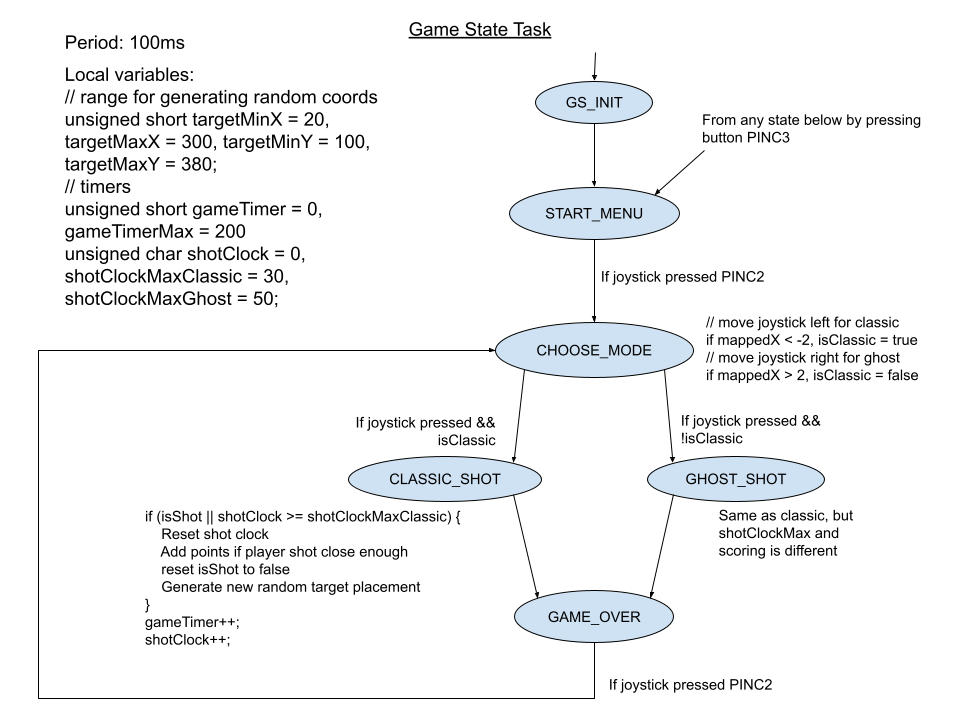 Game State Task
Period: 100ms
Local variables:
// range for generating random coords
unsigned short targetMinX = 20,
targetMaxX = 300, targetMinY = 100,
targetMaxY = 380;
// timers
unsigned short gameTimer = 0,
gameTimerMax = 200
unsigned char shotClock = 0,
shotClockMaxClassic = 30,
shotClockMaxGhost = 50;
GS_INIT
From any state below by pressing
button PINC3
START_MENU
If joystick pressed PINC2
CHOOSE_MODE
// move joystick left for classic
if mappedX < -2, isClassic = true
// move joystick right for ghost
if mappedX > 2, isClassic = false
If joystick pressed &&
isClassic
If joystick pressed &&
!isClassic
CLASSIC_SHOT
GHOST_SHOT
if (isShot || shotClock >= shotClockMaxClassic) {
Reset shot clock
Add points if player shot close enough
reset isShot to false
Generate new random target placement
}
gameTimer++;
shotClock++;
Same as classic, but
shotClockMax and
scoring is different
GAME_OVER
If joystick pressed PINC2